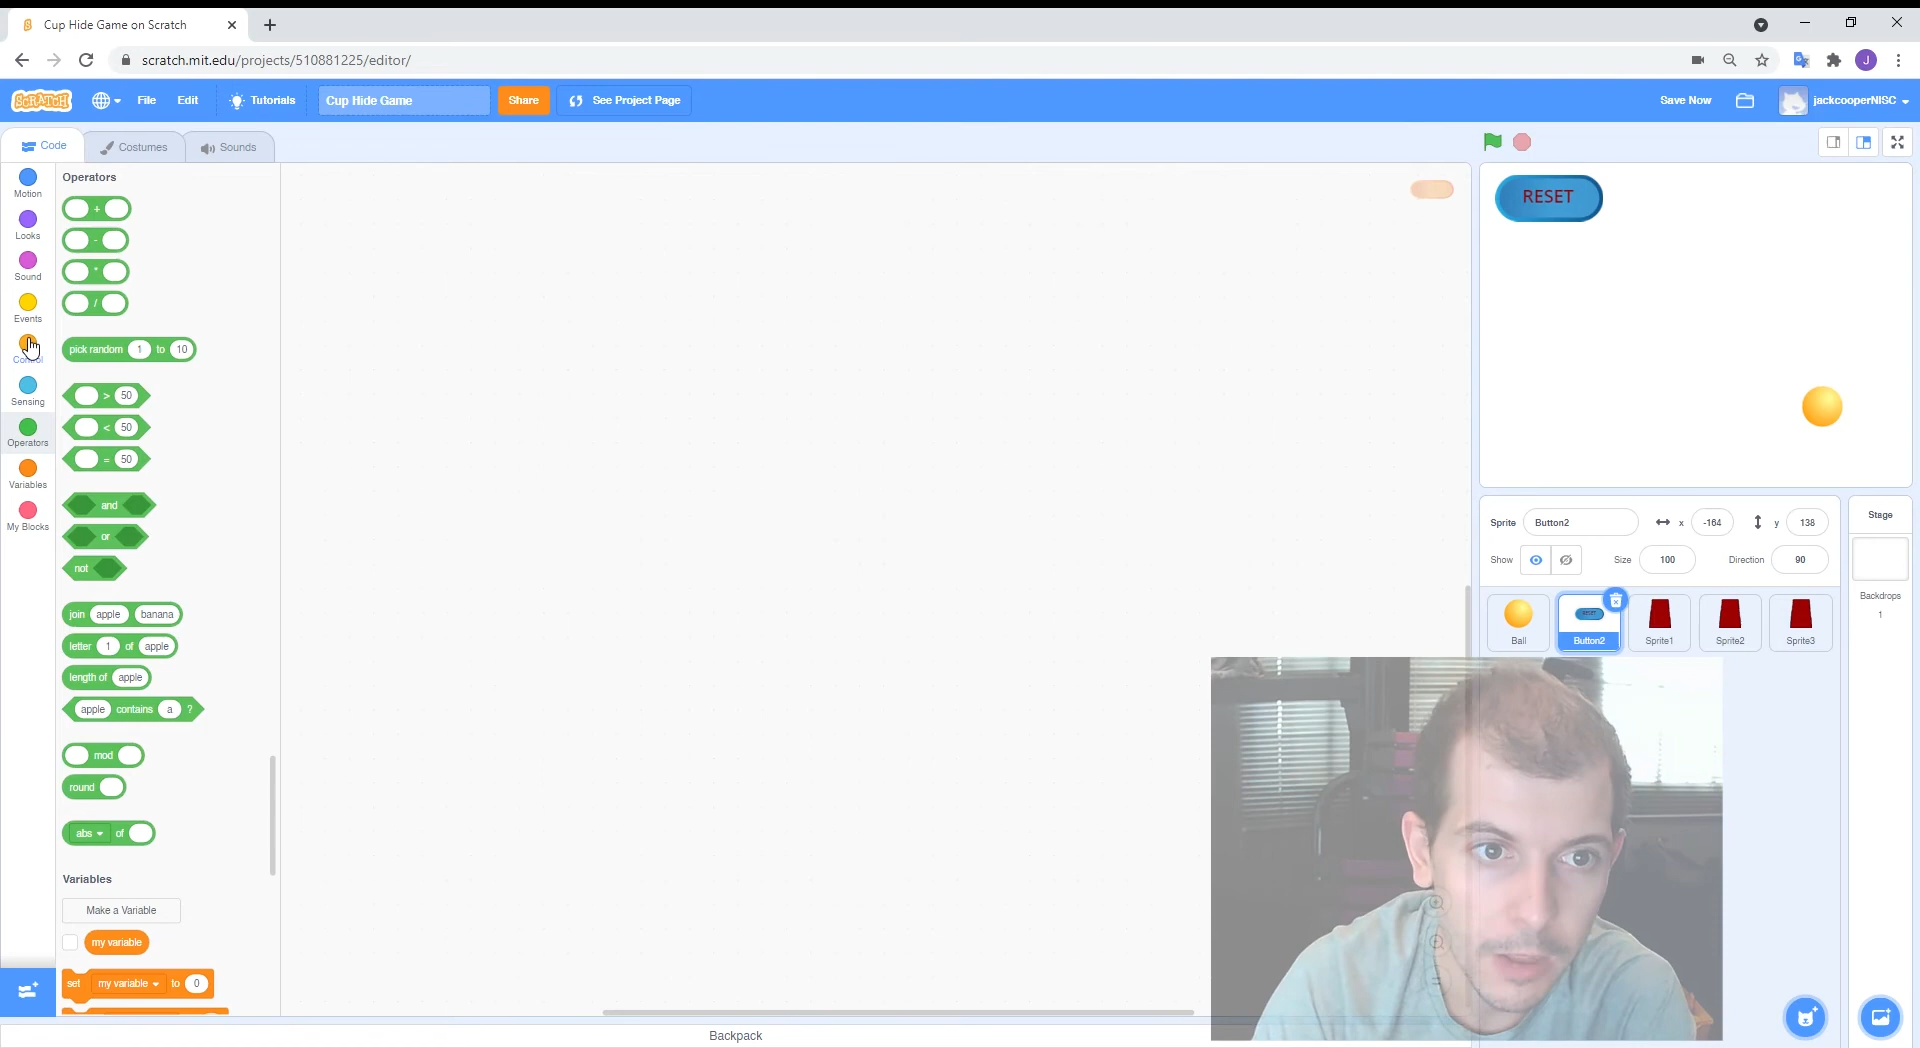 Cup Hide Game on Scratch
scratch.mit.edu/projects/510881225/editor/
J
SCRATCH
File
Edit
Tutorials
Cup Hide Game
Share
See Project Page
Save Now
jackcooperNISC
Code
Costumes
Sounds
Motion
Looks
Sound
Events
Control
Sensing
Operators
Variables
My Blocks
Operators
+
-
*
/
pick random 1 to 10
> 50
< 50
= 50
and
or
not
join apple banana
letter 1 of apple
length of apple
apple contains a ?
mod
round
abs of
Variables
Make a Variable
my variable
set my variable to 0
Backpack
RESET
Sprite Button2 x -164 y 138
Show Size 100 Direction 90
Ball
Button2
Sprite1
Sprite2
Sprite3
Stage
Backdrops
1